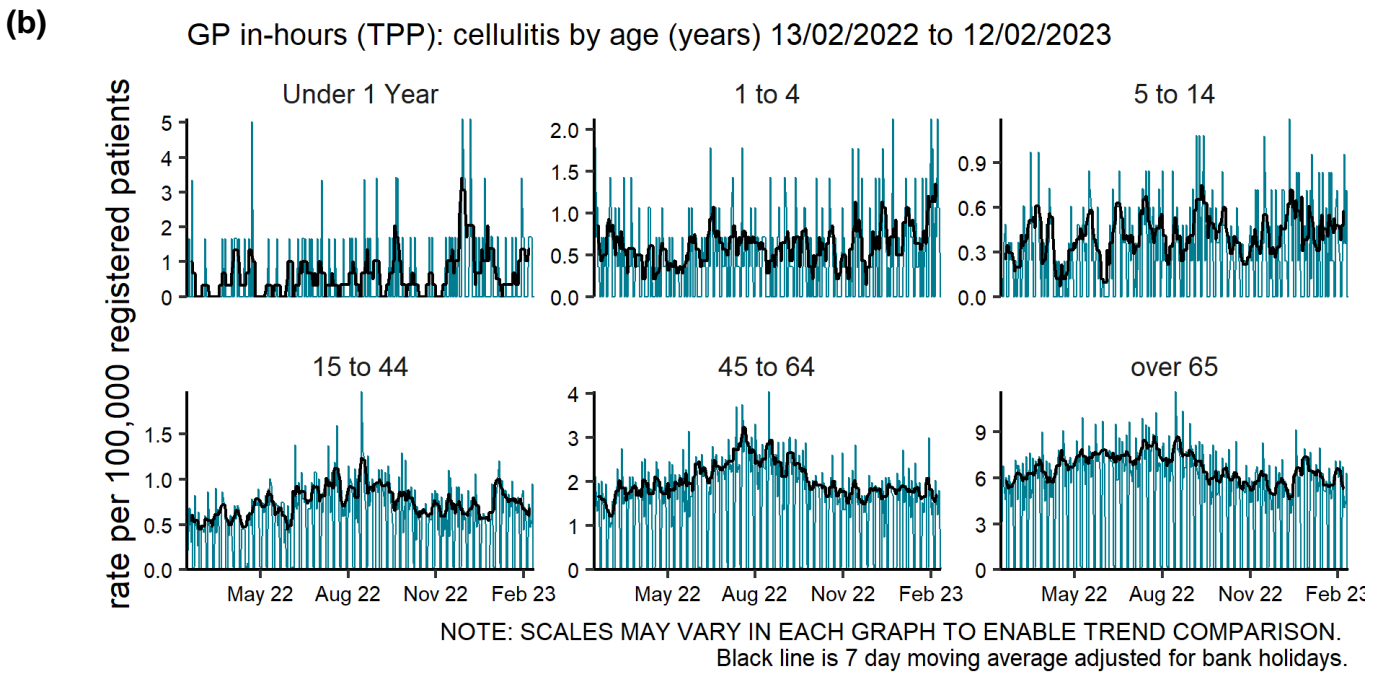 (b)
GP in-hours (TPP): cellulitis by age (years) 13/02/2022 to 12/02/2023
rate per 100,000 registered patients
Under 1 Year
5
4
3
2
1
0
1 to 4
2.0
1.5
1.0
0.5
0.0
5 to 14
0.9
0.6
0.3
0.0
15 to 44
1.5
1.0
0.5
0.0
May 22 Aug 22 Nov 22 Feb 23
45 to 64
4
3
2
1
0
May 22 Aug 22 Nov 22 Feb 23
over 65
9
6
3
0
May 22 Aug 22 Nov 22 Feb 23
NOTE: SCALES MAY VARY IN EACH GRAPH TO ENABLE TREND COMPARISON.
Black line is 7 day moving average adjusted for bank holidays.